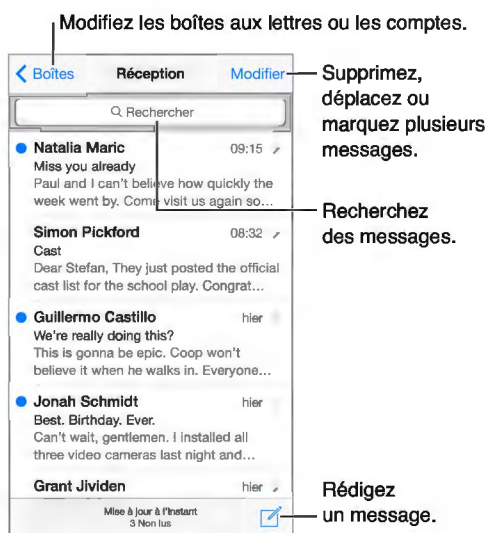 Modifiez les boîtes aux lettres ou les comptes.
Boîtes Réception Modifier
Supprimez,
déplacez ou
marquez plusieurs
messages.
Rechercher
Natalia Maric 09:15
Miss you already
Paul and I can't believe how quickly the
week went by. Come visit us again so...
Recherchez
des messages.
Simon Pickford 08:32
Cast
Dear Stefan, They just posted the official
cast list for the school play. Congrat...
Guillermo Castillo hier
We're really doing this?
This is gonna be epic. Coop won't
believe it when he walks in. Everyone...
Jonah Schmidt hier
Best. Birthday. Ever.
Can't wait, gentlemen. I installed all
three video cameras last night and...
Grant Jividen hier
Mise à jour à l'instant
3 Non lus
Rédigez
un message.